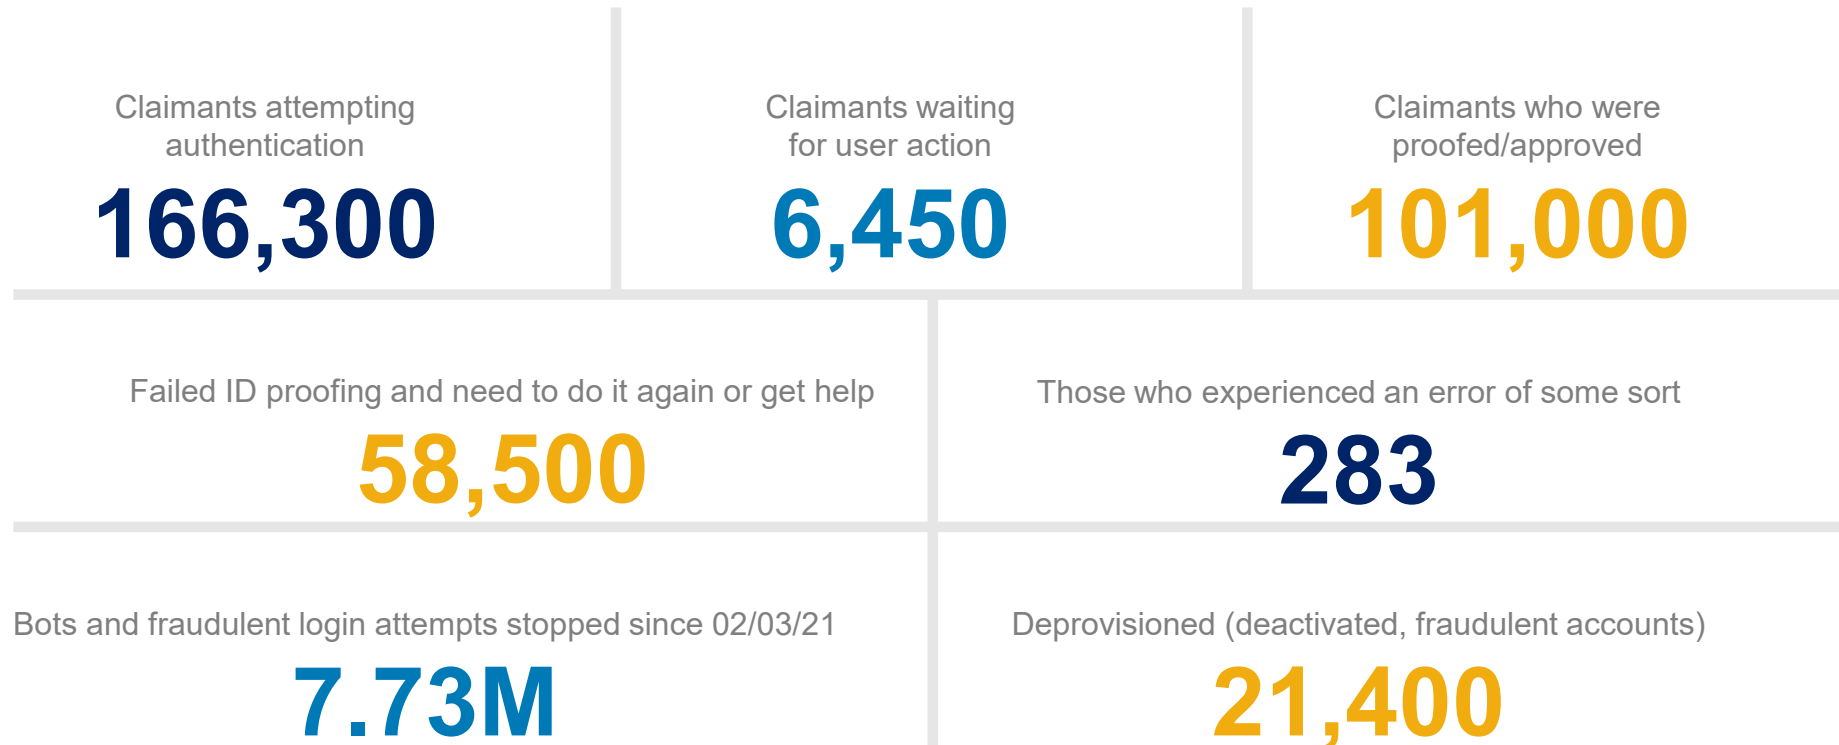 Claimants attempting
authentication
166,300
Claimants waiting
for user action
6,450
Claimants who were
proofed/approved
101,000
Failed ID proofing and need to do it again or get help
58,500
Those who experienced an error of some sort
283
Bots and fraudulent login attempts stopped since 02/03/21
7.73M
Deprovisioned (deactivated, fraudulent accounts)
21,400